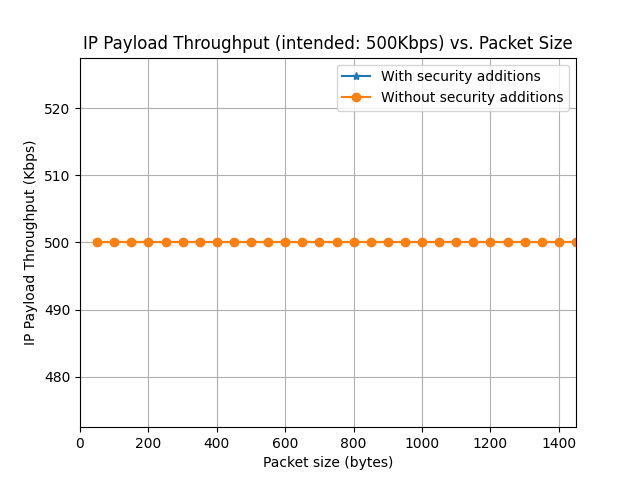 IP Payload Throughput (intended: 500Kbps) vs. Packet Size
With security additions
Without security additions
IP Payload Throughput (Kbps)
520
510
500
490
480
0 200 400 600 800 1000 1200 1400
Packet size (bytes)